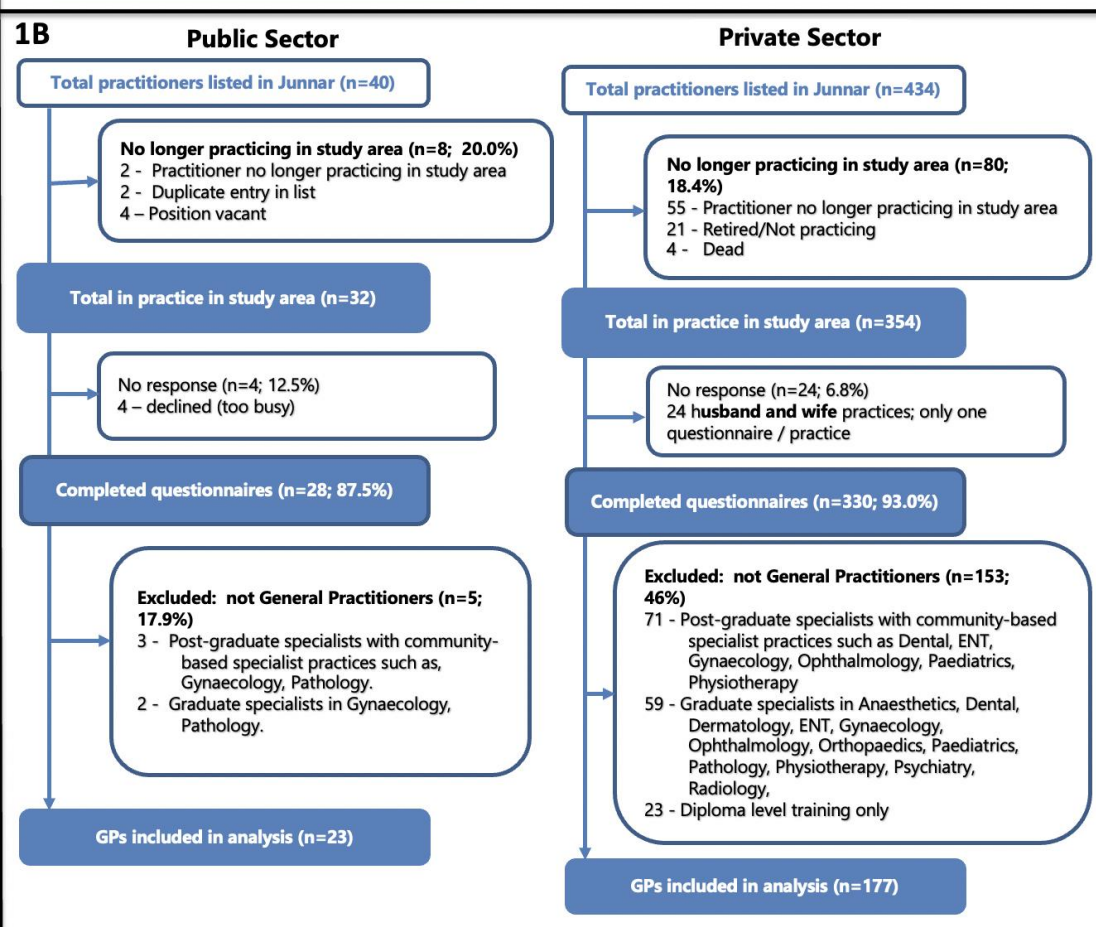 1B
Public Sector
Total practitioners listed in Junnar (n=40)
No longer practicing in study area (n=8; 20.0%)
2 - Practitioner no longer practicing in study area
2 - Duplicate entry in list
4 – Position vacant
Total in practice in study area (n=32)
No response (n=4; 12.5%)
4 – declined (too busy)
Completed questionnaires (n=28; 87.5%)
Excluded: not General Practitioners (n=5;
17.9%)
3 - Post-graduate specialists with community-
based specialist practices such as,
Gynaecology, Pathology.
2 - Graduate specialists in Gynaecology,
Pathology.
GPs included in analysis (n=23)
Private Sector
Total practitioners listed in Junnar (n=434)
No longer practicing in study area (n=80;
18.4%)
55 - Practitioner no longer practicing in study area
21 - Retired/Not practicing
4 - Dead
Total in practice in study area (n=354)
No response (n=24; 6.8%)
24 husband and wife practices; only one
questionnaire / practice
Completed questionnaires (n=330; 93.0%)
Excluded: not General Practitioners (n=153;
46%)
71 - Post-graduate specialists with community-based
specialist practices such as Dental, ENT,
Gynaecology, Ophthalmology, Paediatrics,
Physiotherapy
59 - Graduate specialists in Anaesthetics, Dental,
Dermatology, ENT, Gynaecology,
Ophthalmology, Orthopaedics, Paediatrics,
Pathology, Physiotherapy, Psychiatry,
Radiology,
23 - Diploma level training only
GPs included in analysis (n=177)